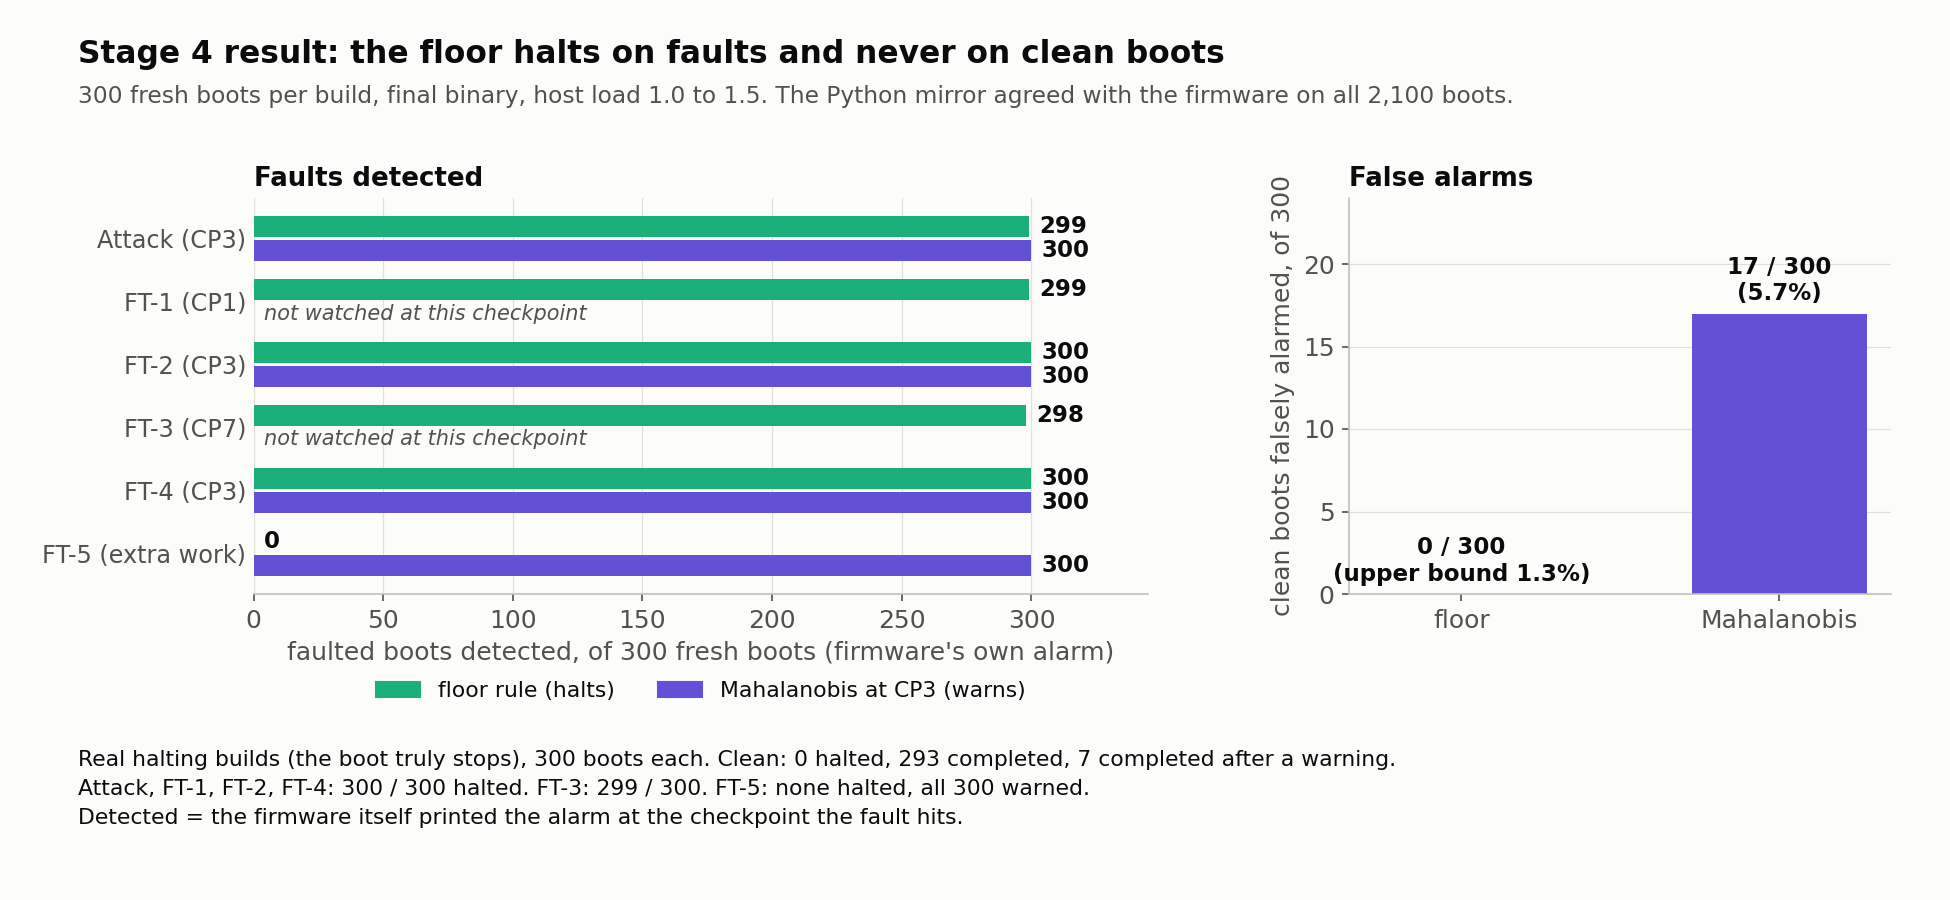 Stage 4 result: the floor halts on faults and never on clean boots
300 fresh boots per build, final binary, host load 1.0 to 1.5. The Python mirror agreed with the firmware on all 2,100 boots.
Faults detected
Attack (CP3)
299
300
FT-1 (CP1)
299
not watched at this checkpoint
FT-2 (CP3)
300
300
FT-3 (CP7)
298
not watched at this checkpoint
FT-4 (CP3)
300
300
FT-5 (extra work)
0
300
0 50 100 150 200 250 300
faulted boots detected, of 300 fresh boots (firmware's own alarm)
floor rule (halts) Mahalanobis at CP3 (warns)
False alarms
clean boots falsely alarmed, of 300
20
15
10
5
0
17 / 300
(5.7%)
0 / 300
(upper bound 1.3%)
floor Mahalanobis
Real halting builds (the boot truly stops), 300 boots each. Clean: 0 halted, 293 completed, 7 completed after a warning.
Attack, FT-1, FT-2, FT-4: 300 / 300 halted. FT-3: 299 / 300. FT-5: none halted, all 300 warned.
Detected = the firmware itself printed the alarm at the checkpoint the fault hits.